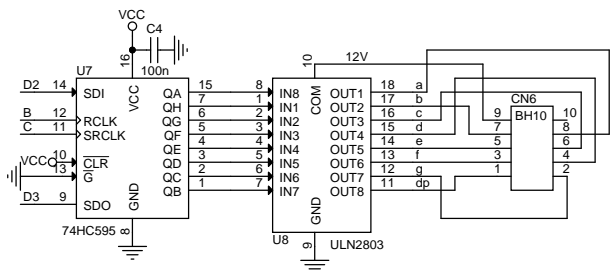 VCC
C4
100n
U7
16
VCC
D2 14 SDI
B 12 RCLK
C 11 SRCLK
VCC 10 CLR
13 G
D3 9 SDO
GND
8
74HC595
QA 15
QH 7
QG 6
QF 5
QE 4
QD 3
QC 2
QB 1
10
12V
COM
8 IN8
1 IN1
2 IN2
3 IN3
4 IN4
5 IN5
6 IN6
7 IN7
OUT1 18 a
OUT2 17 b
OUT3 16 c
OUT4 15 d
OUT5 14 e
OUT6 13 f
OUT7 12 g
OUT8 11 dp
GND
9
U8
ULN2803
CN6
BH10
9 10
7 8
5 6
3 4
1 2